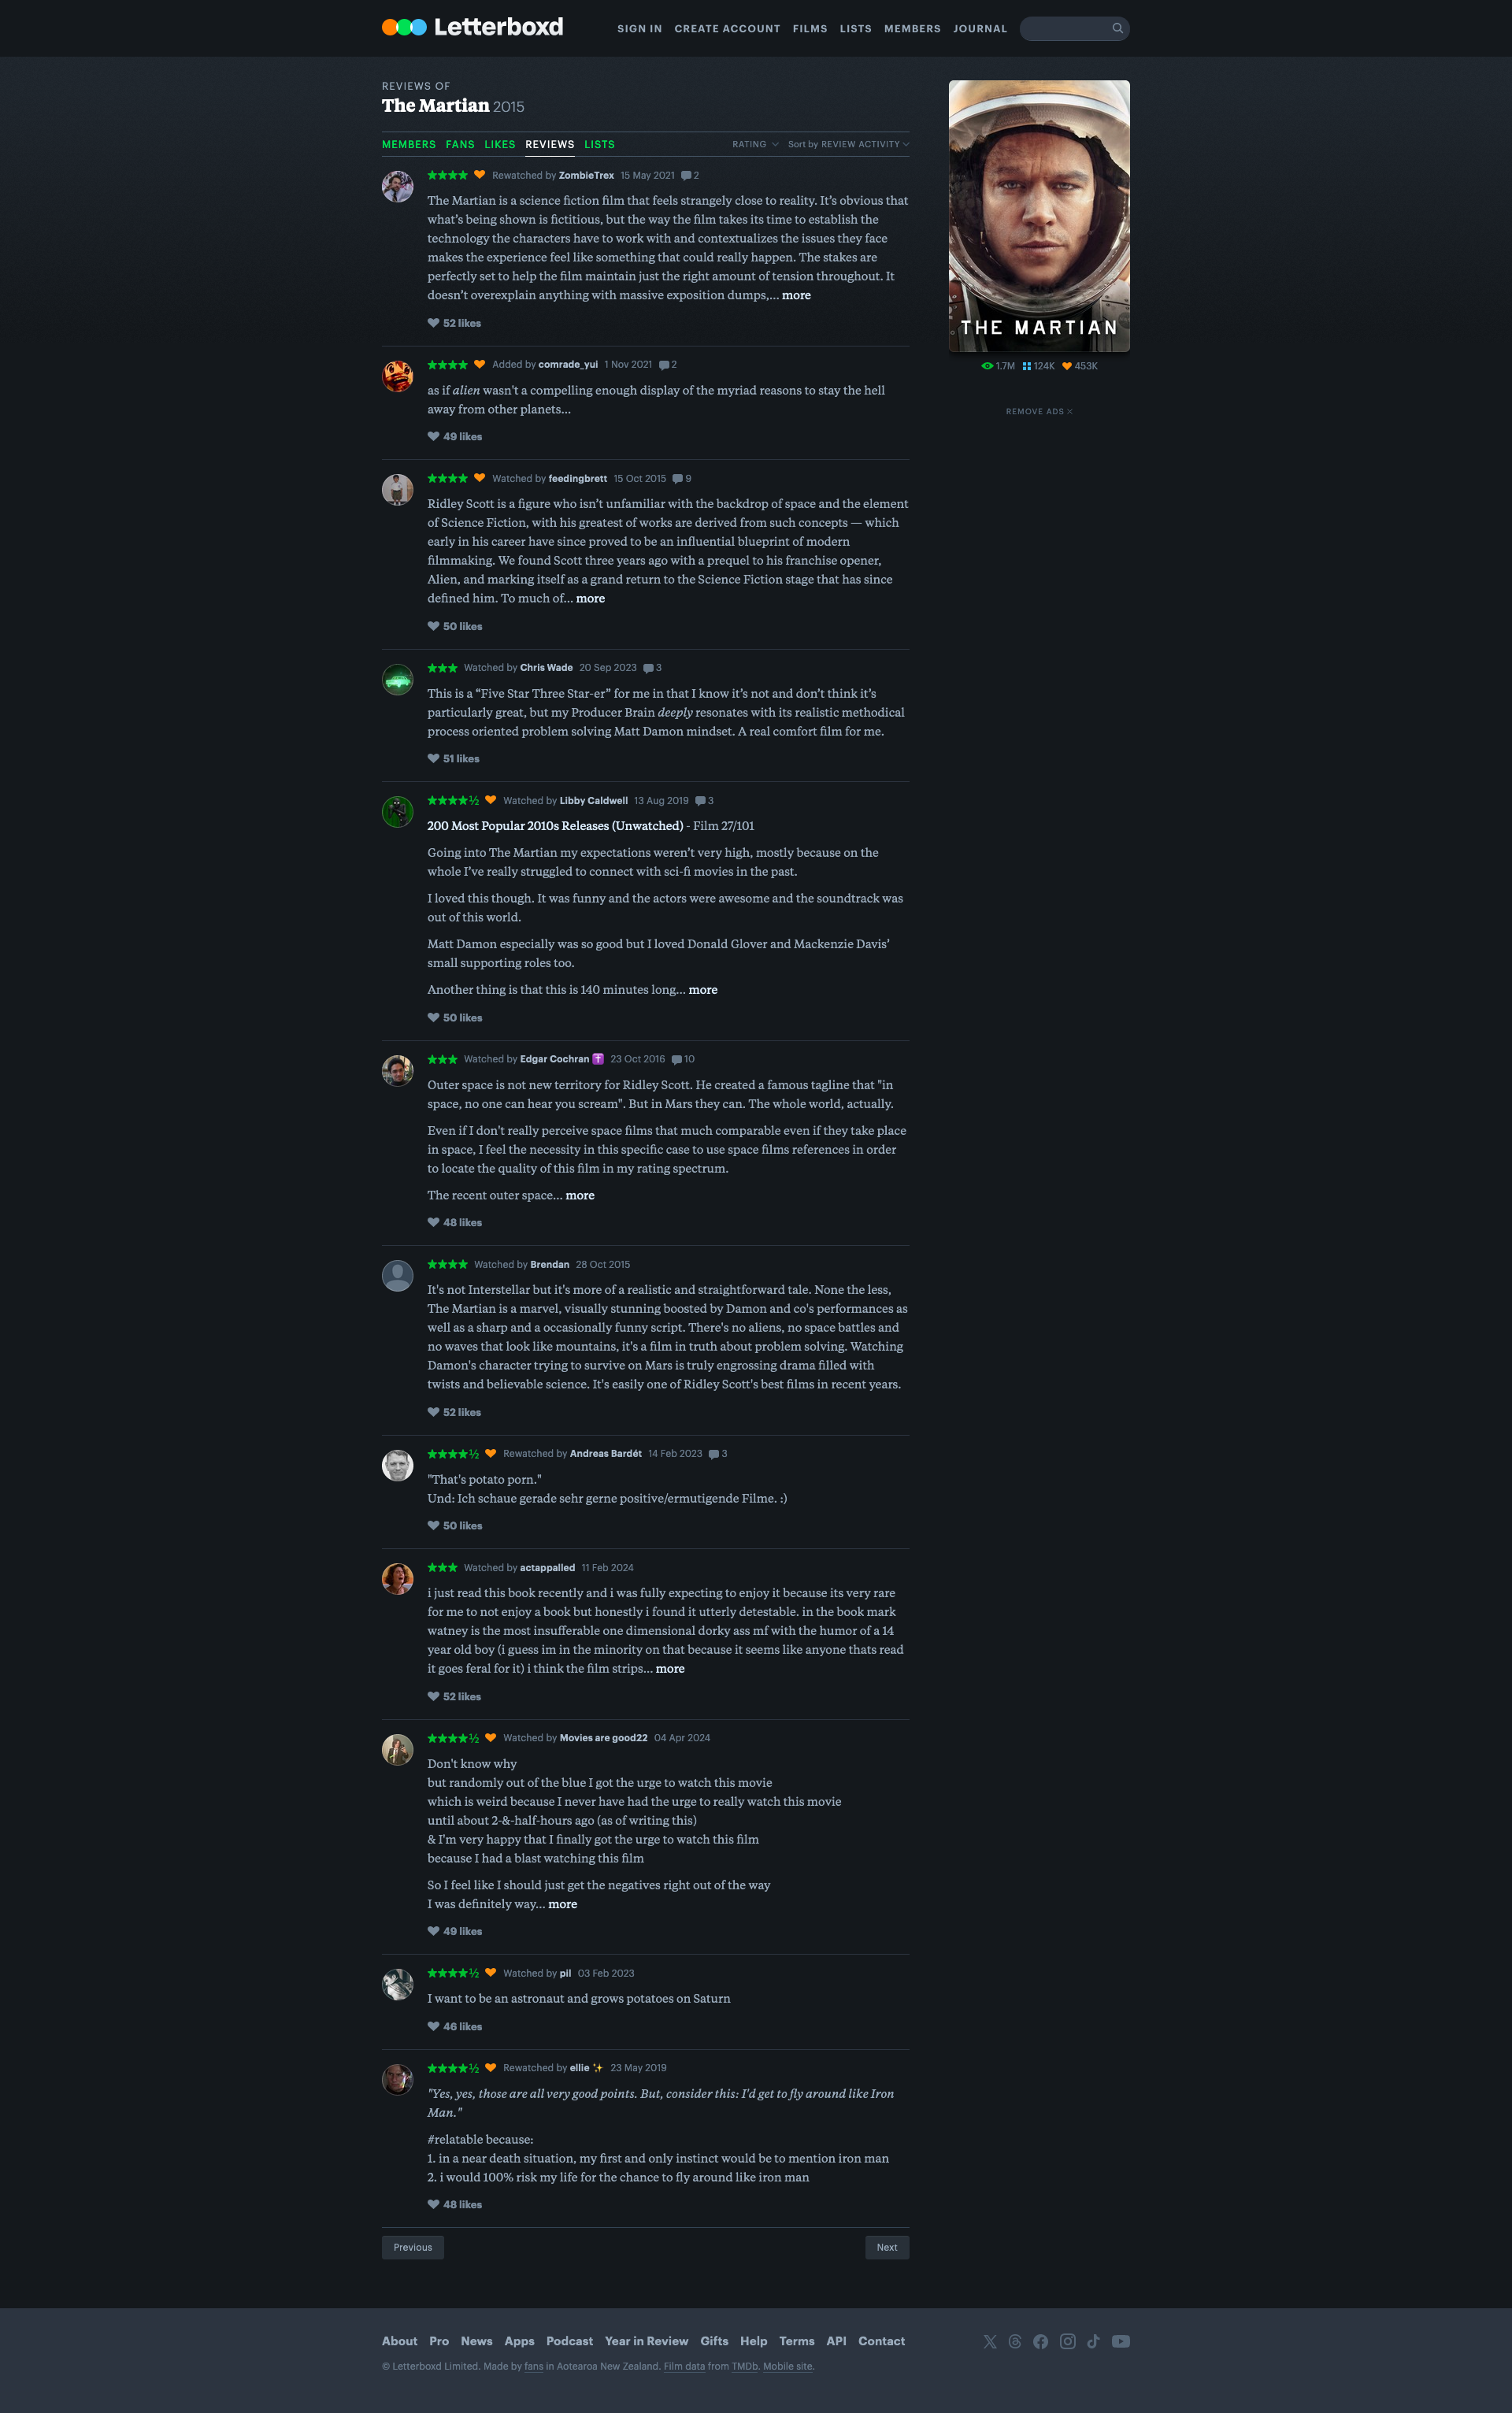 Letterboxd
SIGN IN CREATE ACCOUNT FILMS LISTS MEMBERS JOURNAL
REVIEWS OF
The Martian 2015
MEMBERS FANS LIKES REVIEWS LISTS RATING Sort by REVIEW ACTIVITY
★★★★ Rewatched by ZombieTrex 15 May 2021 2
The Martian is a science fiction film that feels strangely close to reality. It’s obvious that
what’s being shown is fictitious, but the way the film takes its time to establish the
technology the characters have to work with and contextualizes the issues they face
makes the experience feel like something that could really happen. The stakes are
perfectly set to help the film maintain just the right amount of tension throughout. It
doesn’t overexplain anything with massive exposition dumps,… more
52 likes
★★★★ Added by comrade_yui 1 Nov 2021 2
as if alien wasn't a compelling enough display of the myriad reasons to stay the hell
away from other planets...
49 likes
★★★★ Watched by feedingbrett 15 Oct 2015 9
Ridley Scott is a figure who isn’t unfamiliar with the backdrop of space and the element
of Science Fiction, with his greatest of works are derived from such concepts — which
early in his career have since proved to be an influential blueprint of modern
filmmaking. We found Scott three years ago with a prequel to his franchise opener,
Alien, and marking itself as a grand return to the Science Fiction stage that has since
defined him. To much of… more
50 likes
★★★ Watched by Chris Wade 20 Sep 2023 3
This is a “Five Star Three Star-er” for me in that I know it’s not and don’t think it’s
particularly great, but my Producer Brain deeply resonates with its realistic methodical
process oriented problem solving Matt Damon mindset. A real comfort film for me.
51 likes
★★★★½ Watched by Libby Caldwell 13 Aug 2019 3
200 Most Popular 2010s Releases (Unwatched) - Film 27/101
Going into The Martian my expectations weren’t very high, mostly because on the
whole I’ve really struggled to connect with sci-fi movies in the past.
I loved this though. It was funny and the actors were awesome and the soundtrack was
out of this world.
Matt Damon especially was so good but I loved Donald Glover and Mackenzie Davis’
small supporting roles too.
Another thing is that this is 140 minutes long… more
50 likes
★★★ Watched by Edgar Cochran ✝️ 23 Oct 2016 10
Outer space is not new territory for Ridley Scott. He created a famous tagline that "in
space, no one can hear you scream". But in Mars they can. The whole world, actually.
Even if I don't really perceive space films that much comparable even if they take place
in space, I feel the necessity in this specific case to use space films references in order
to locate the quality of this film in my rating spectrum.
The recent outer space… more
48 likes
★★★★ Watched by Brendan 28 Oct 2015
It's not Interstellar but it's more of a realistic and straightforward tale. None the less,
The Martian is a marvel, visually stunning boosted by Damon and co's performances as
well as a sharp and a occasionally funny script. There's no aliens, no space battles and
no waves that look like mountains, it's a film in truth about problem solving. Watching
Damon's character trying to survive on Mars is truly engrossing drama filled with
twists and believable science. It's easily one of Ridley Scott's best films in recent years.
52 likes
★★★★½ Rewatched by Andreas Bardét 14 Feb 2023 3
"That's potato porn."
Und: Ich schaue gerade sehr gerne positive/ermutigende Filme. :)
50 likes
★★★ Watched by actappalled 11 Feb 2024
i just read this book recently and i was fully expecting to enjoy it because its very rare
for me to not enjoy a book but honestly i found it utterly detestable. in the book mark
watney is the most insufferable one dimensional dorky ass mf with the humor of a 14
year old boy (i guess im in the minority on that because it seems like anyone thats read
it goes feral for it) i think the film strips… more
52 likes
★★★★½ Watched by Movies are good22 04 Apr 2024
Don't know why
but randomly out of the blue I got the urge to watch this movie
which is weird because I never have had the urge to really watch this movie
until about 2-&-half-hours ago (as of writing this)
& I'm very happy that I finally got the urge to watch this film
because I had a blast watching this film
So I feel like I should just get the negatives right out of the way
I was definitely way… more
49 likes
★★★★½ Watched by pil 03 Feb 2023
I want to be an astronaut and grows potatoes on Saturn
46 likes
★★★★½ Rewatched by ellie ✨ 23 May 2019
"Yes, yes, those are all very good points. But, consider this: I'd get to fly around like Iron
Man."
#relatable because:
1. in a near death situation, my first and only instinct would be to mention iron man
2. i would 100% risk my life for the chance to fly around like iron man
48 likes
Previous Next
THE MARTIAN
1.7M 124K 453K
REMOVE ADS
About Pro News Apps Podcast Year in Review Gifts Help Terms API Contact
© Letterboxd Limited. Made by fans in Aotearoa New Zealand. Film data from TMDb. Mobile site.